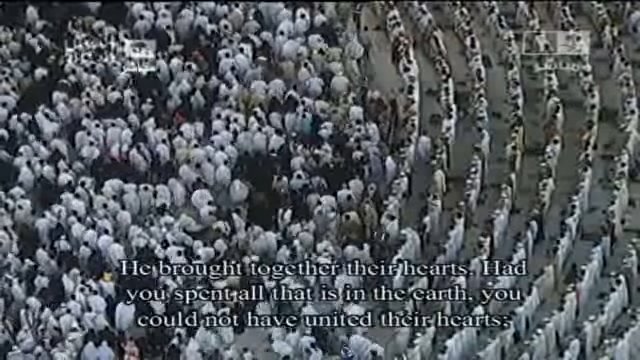 He brought together their hearts. Had
you spent all that is in the earth, you
could not have united their hearts;